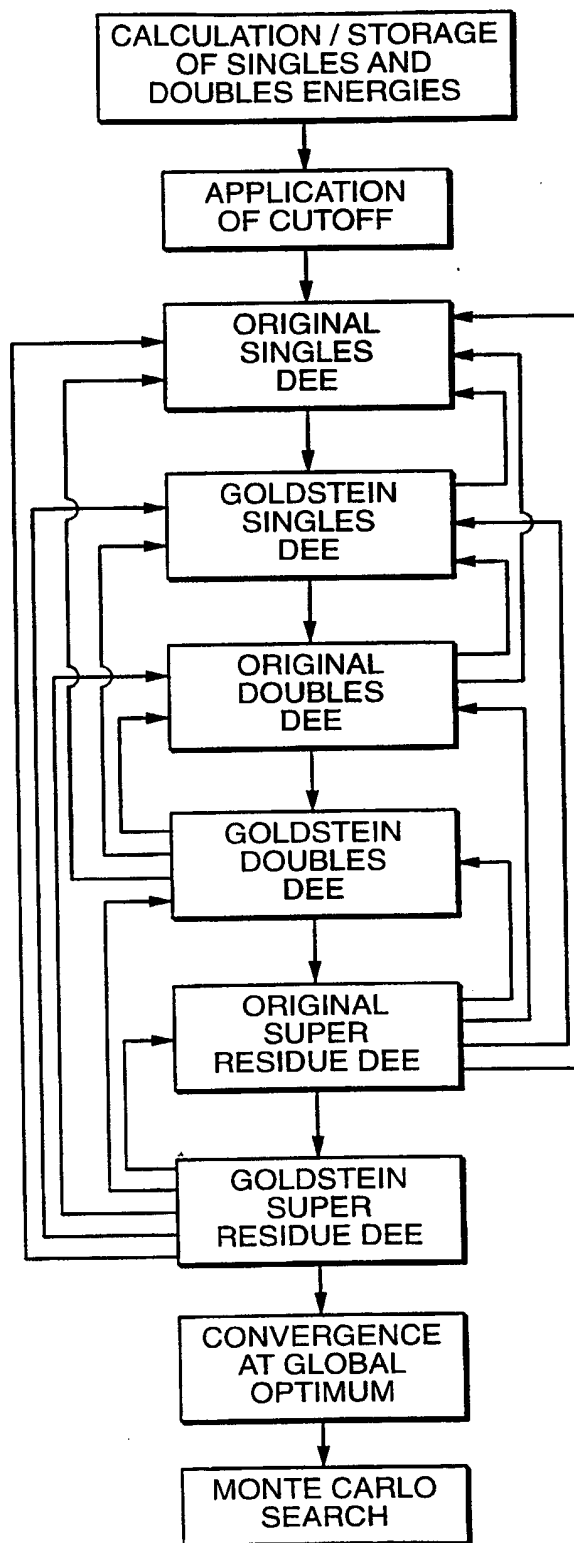 CALCULATION / STORAGE
OF SINGLES AND
DOUBLES ENERGIES
APPLICATION
OF CUTOFF
ORIGINAL
SINGLES
DEE
GOLDSTEIN
SINGLES
DEE
ORIGINAL
DOUBLES
DEE
GOLDSTEIN
DOUBLES
DEE
ORIGINAL
SUPER
RESIDUE DEE
GOLDSTEIN
SUPER
RESIDUE DEE
CONVERGENCE
AT GLOBAL
OPTIMUM
MONTE CARLO
SEARCH